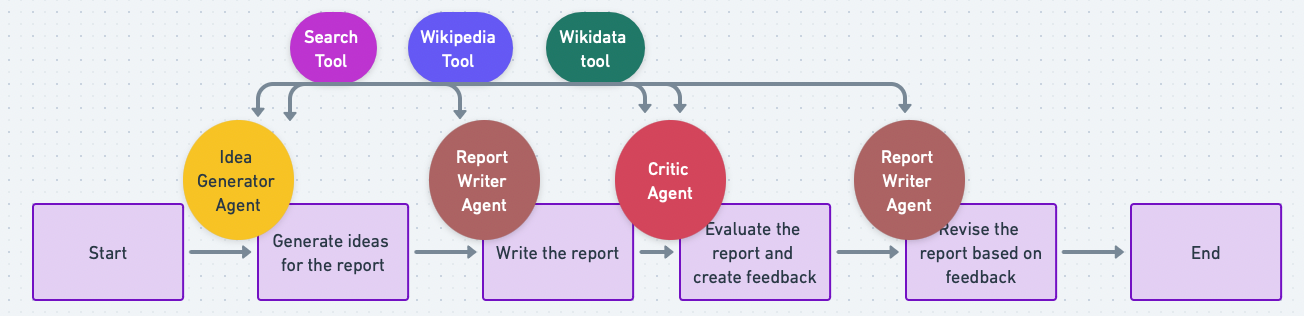 Search
Tool
Wikipedia
Tool
Wikidata
tool
Idea
Generator
Agent
Report
Writer
Agent
Critic
Agent
Report
Writer
Agent
Start
Generate ideas
for the report
Write the report
Evaluate the
report and
create feedback
Revise the
report based on
feedback
End